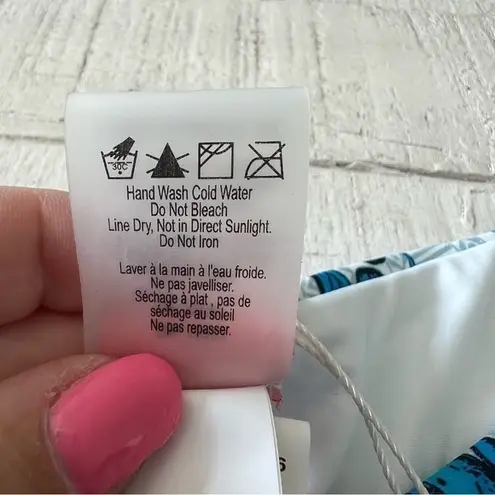 30C
Hand Wash Cold Water
Do Not Bleach
Line Dry, Not in Direct Sunlight.
Do Not Iron
Laver à la main à l'eau froide.
Ne pas javelliser.
Séchage à plat , pas de
séchage au soleil
Ne pas repasser.